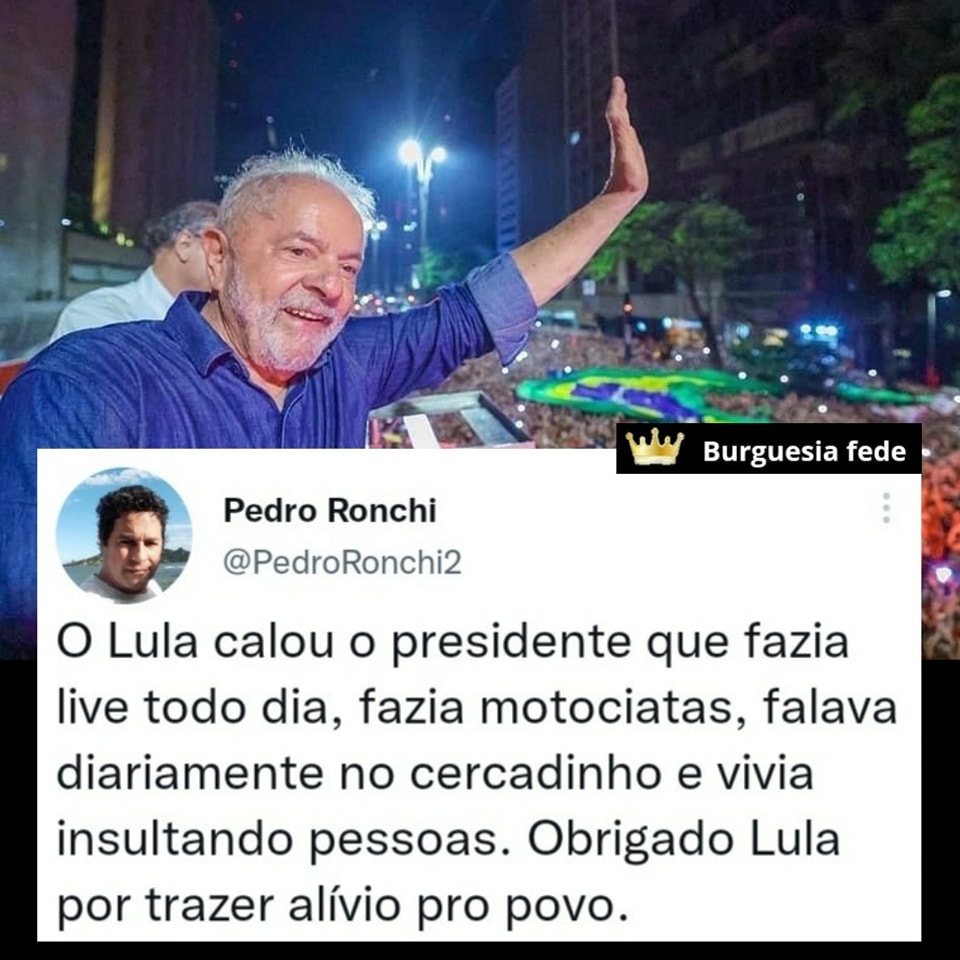 Burguesia fede
Pedro Ronchi
@PedroRonchi2
O Lula calou o presidente que fazia
live todo dia, fazia motociatas, falava
diariamente no cercadinho e vivia
insultando pessoas. Obrigado Lula
por trazer alívio pro povo.